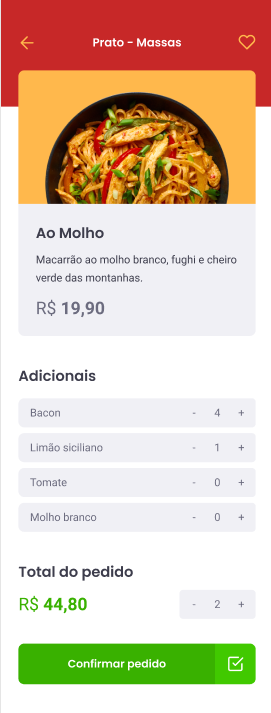 Prato - Massas
Ao Molho
Macarrão ao molho branco, fughi e cheiro
verde das montanhas.
R$ 19,90
Adicionais
Bacon - 4 +
Limão siciliano - 1 +
Tomate - 0 +
Molho branco - 0 +
Total do pedido
R$ 44,80 - 2 +
Confirmar pedido